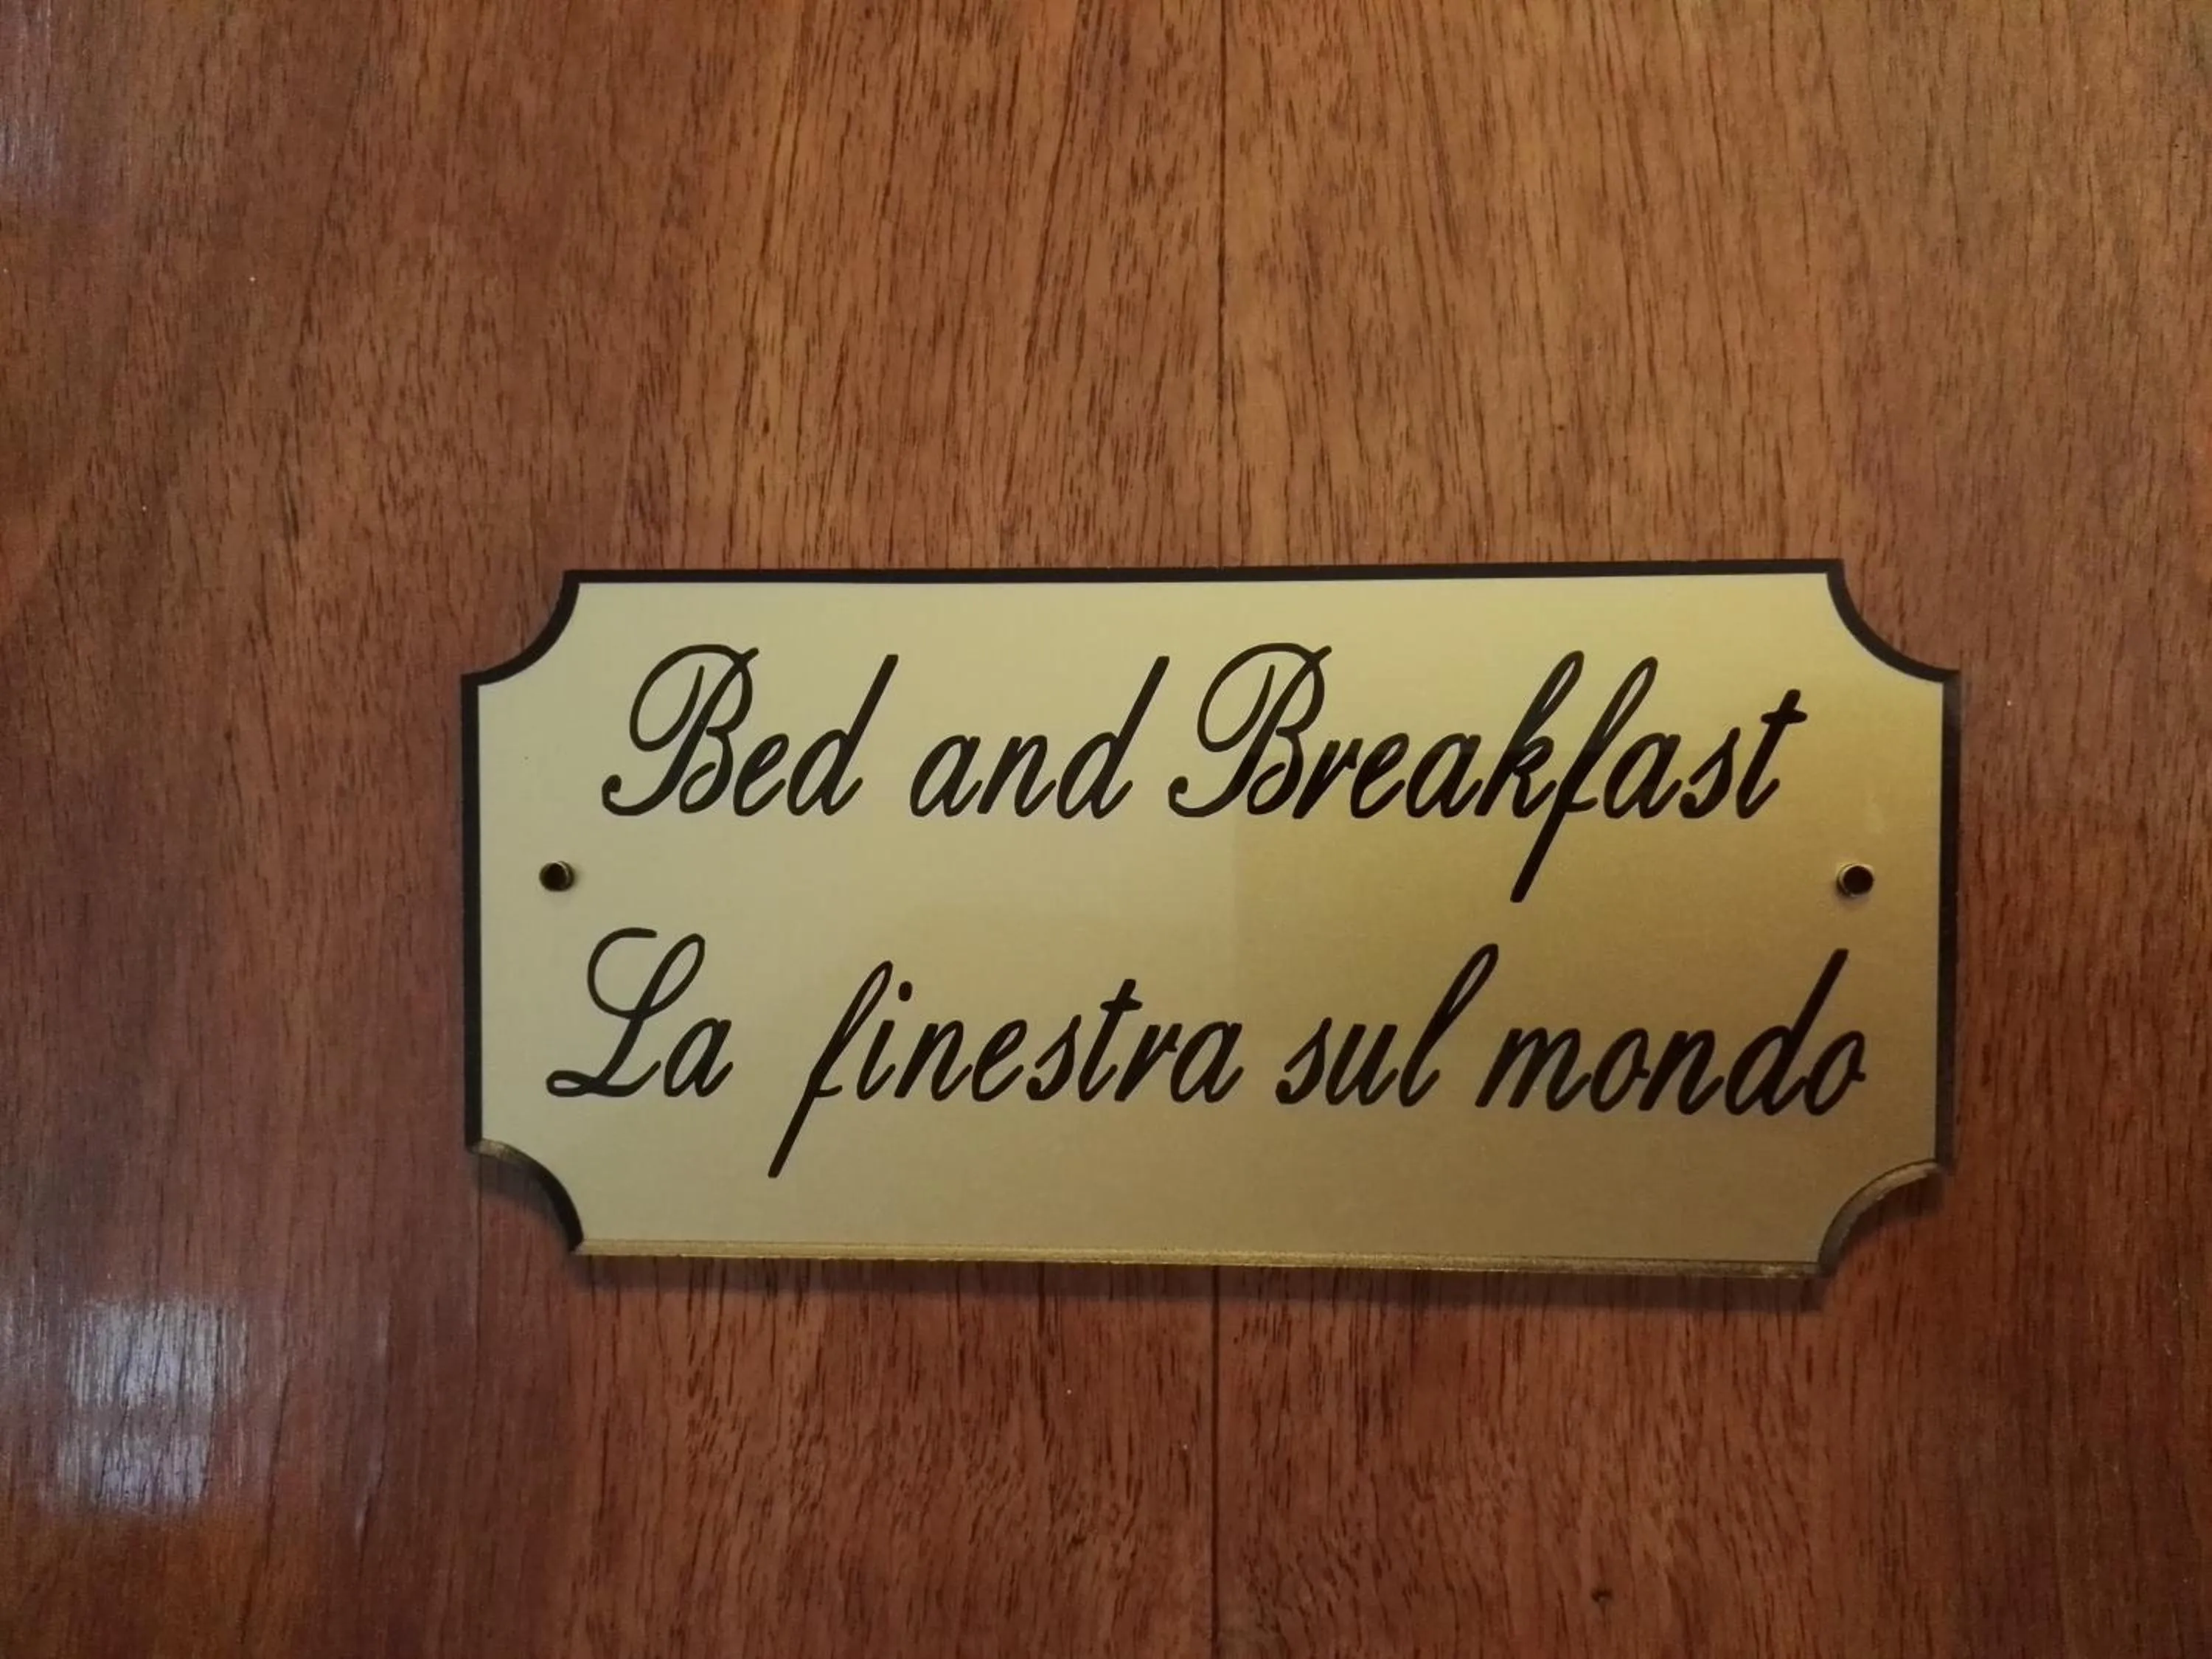 Bed and Breakfast
La finestra sul mondo